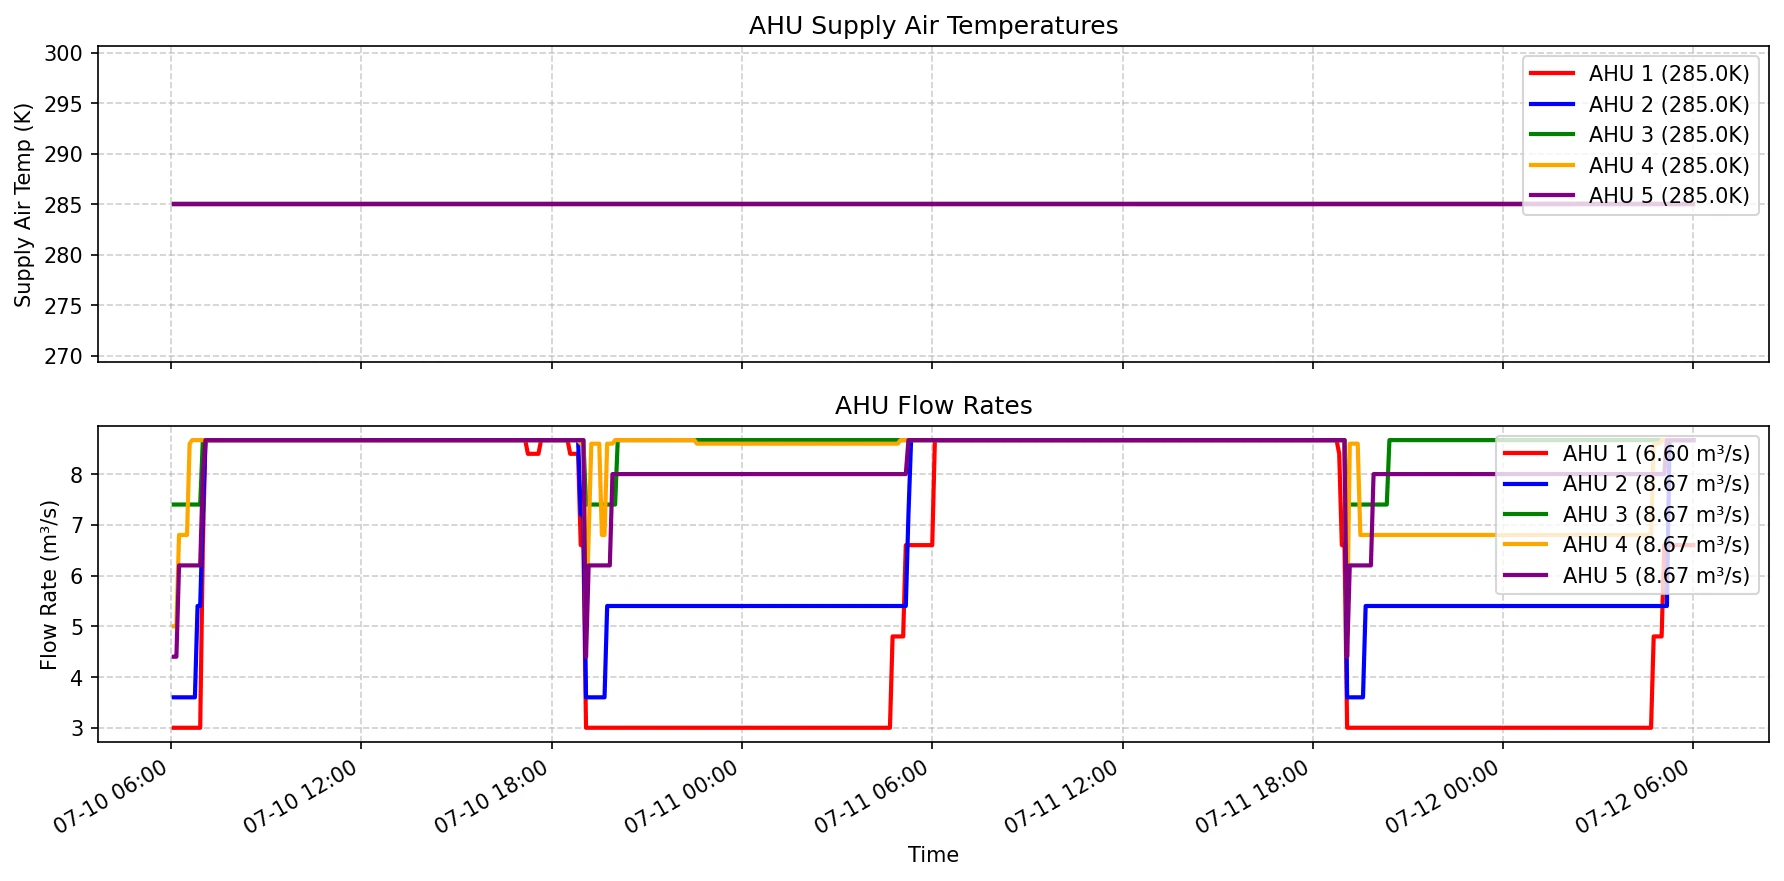 AHU Supply Air Temperatures
Supply Air Temp (K)
300
295
290
285
280
275
270
AHU 1 (285.0K)
AHU 2 (285.0K)
AHU 3 (285.0K)
AHU 4 (285.0K)
AHU 5 (285.0K)
AHU Flow Rates
Flow Rate (m³/s)
8
7
6
5
4
3
AHU 1 (6.60 m³/s)
AHU 2 (8.67 m³/s)
AHU 3 (8.67 m³/s)
AHU 4 (8.67 m³/s)
AHU 5 (8.67 m³/s)
07-10 06:00
07-10 12:00
07-10 18:00
07-11 00:00
07-11 06:00
07-11 12:00
07-11 18:00
07-12 00:00
07-12 06:00
Time